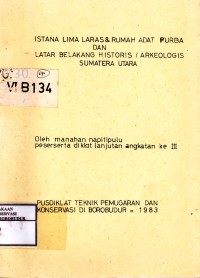 ISTANA LIMA LARAS & RUMAH ADAT PURBA
DAN
LATAR BELAKANG HISTORIS / ARKEOLOGIS
SUMATERA UTARA
VI B134
Oleh manahan napitipulu
peserserta diklat lanjutan angkatan ke III
PUSDIKLAT TEKNIK PEMUGARAN DAN
KONSERVASI DI BOROBUDUR = 1983